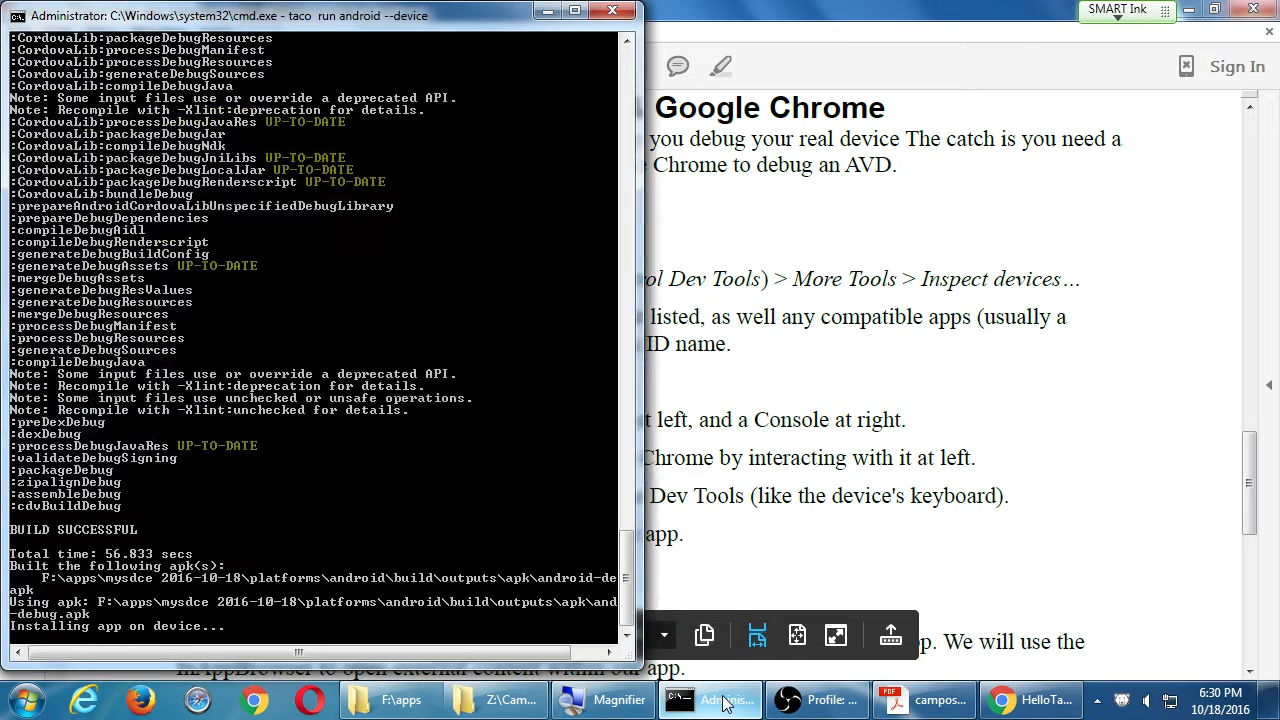 Administrator: C:\Windows\system32\cmd.exe - taco  run android --device
SMART Ink
:CordovaLib:packageDebugResources
:CordovaLib:processDebugManifest
:CordovaLib:processDebugResources
:CordovaLib:generateDebugSources
:CordovaLib:compileDebugJava
Note: Some input files use or override a deprecated API.
Note: Recompile with -Xlint:deprecation for details.
:CordovaLib:processDebugJavaRes UP-TO-DATE
:CordovaLib:packageDebugJar
:CordovaLib:compileDebugNdk
:CordovaLib:packageDebugJniLibs UP-TO-DATE
:CordovaLib:packageDebugLocalJar UP-TO-DATE
:CordovaLib:packageDebugRenderscript UP-TO-DATE
:CordovaLib:bundleDebug
:prepareAndroidCordovaLibUnspecifiedDebugLibrary
:prepareDebugDependencies
:compileDebugAidl
:compileDebugRenderscript
:generateDebugBuildConfig
:generateDebugAssets UP-TO-DATE
:mergeDebugAssets
:generateDebugResValues
:generateDebugResources
:mergeDebugResources
:processDebugManifest
:processDebugResources
:generateDebugSources
:compileDebugJava
Note: Some input files use or override a deprecated API.
Note: Recompile with -Xlint:deprecation for details.
Note: Some input files use unchecked or unsafe operations.
Note: Recompile with -Xlint:unchecked for details.
:preDexDebug
:dexDebug
:processDebugJavaRes UP-TO-DATE
:validateDebugSigning
:packageDebug
:zipalignDebug
:assembleDebug
:cdvBuildDebug
BUILD SUCCESSFUL
Total time: 56.833 secs
Built the following apk(s):
F:\apps\mysdce 2016-10-18\platforms\android\build\outputs\apk\android-de
apk
Using apk: F:\apps\mysdce 2016-10-18\platforms\android\build\outputs\apk\and
-debug.apk
Installing app on device...
Sign In
Google Chrome
you debug your real device The catch is you need a
Chrome to debug an AVD.
ol Dev Tools) > More Tools > Inspect devices…
listed, as well any compatible apps (usually a
ID name.
t left, and a Console at right.
Chrome by interacting with it at left.
Dev Tools (like the device's keyboard).
app.
op. We will use the
InAppBrowser to open external content within our app.
F:\apps
Z:\Cam...
Magnifier
Adminis...
Profile: ...
PDF
campos...
HelloTa...
6:30 PM
10/18/2016